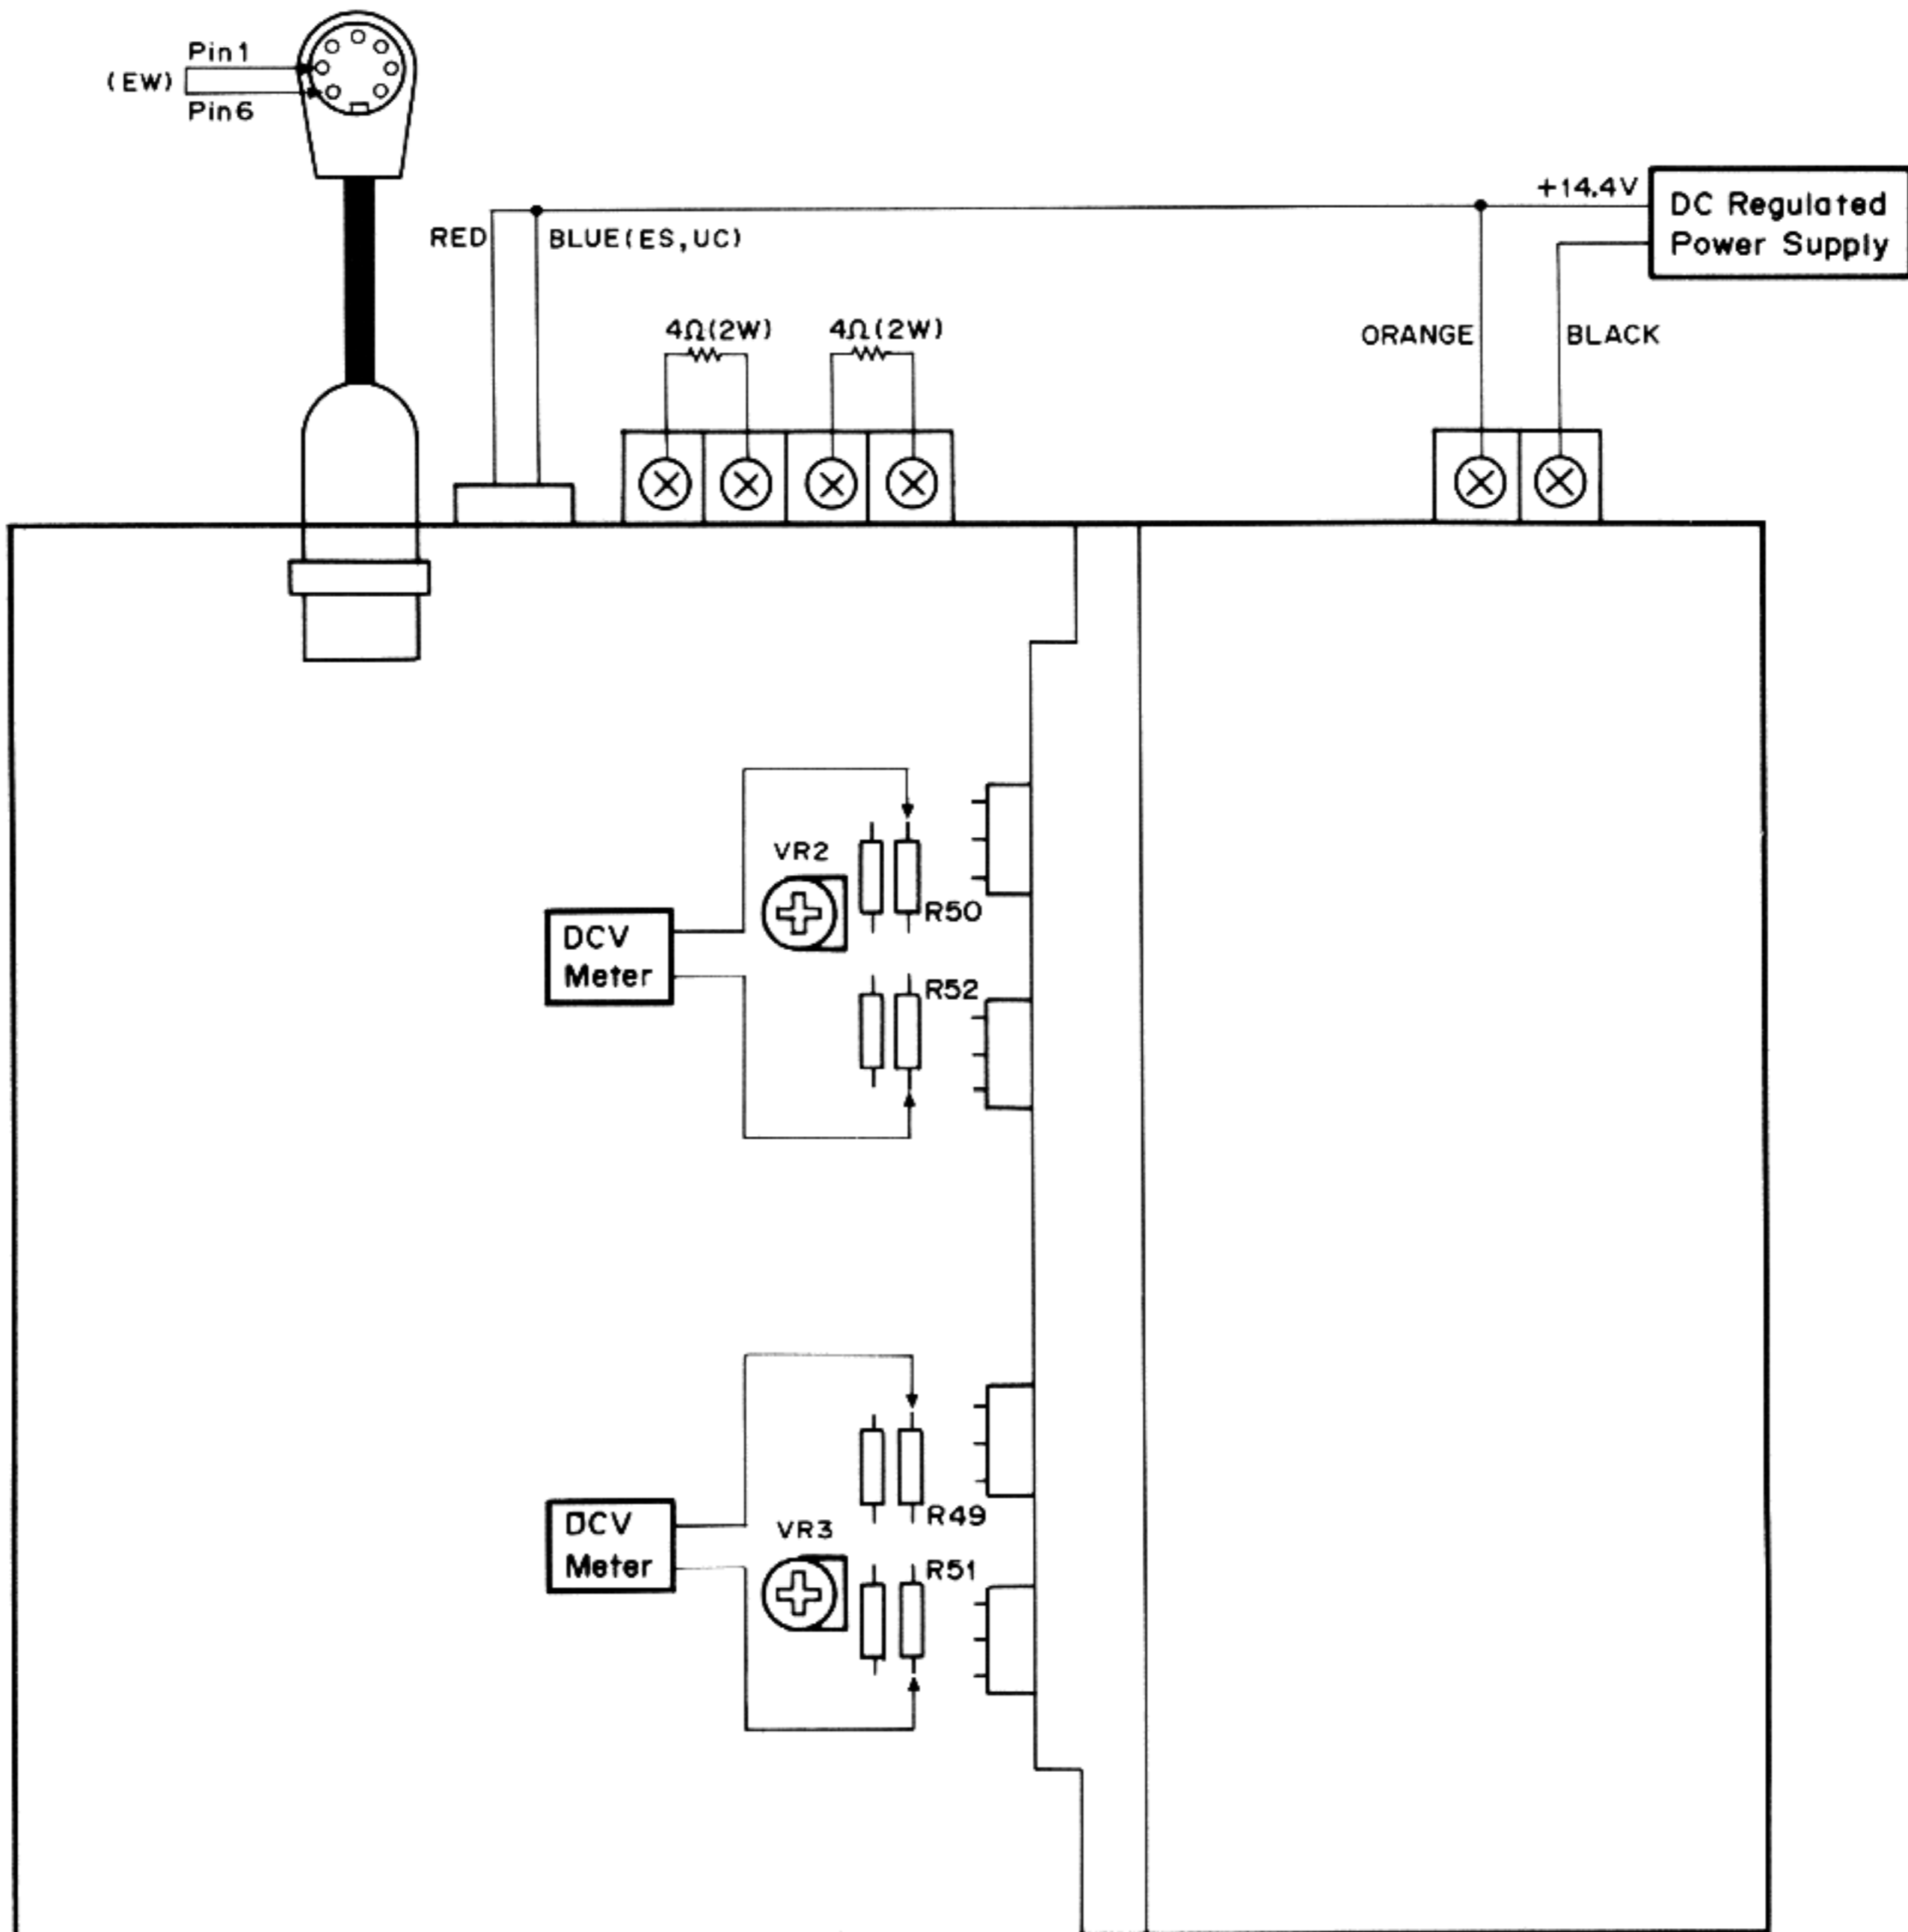 Pin1
(EW)
Pin6
+14.4V
DC Regulated
Power Supply
RED
BLUE(ES,UC)
4Ω(2W)
4Ω(2W)
ORANGE
BLACK
VR2
R50
DCV
Meter
R52
R49
DCV
Meter
VR3
R51